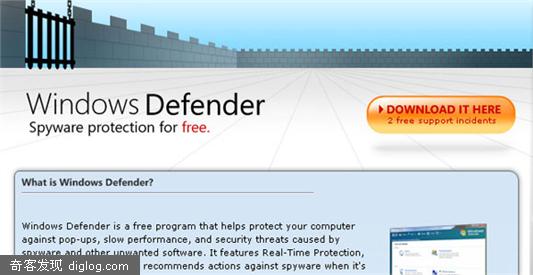 Windows Defender
Spyware protection for free.
DOWNLOAD IT HERE
2 free support incidents
What is Windows Defender?
Windows Defender is a free program that helps protect your computer
against pop-ups, slow performance, and security threats caused by
spyware and other unwanted software. It features Real-Time Protection,
recommends actions against spyware when it's
奇客发现 diglog.com